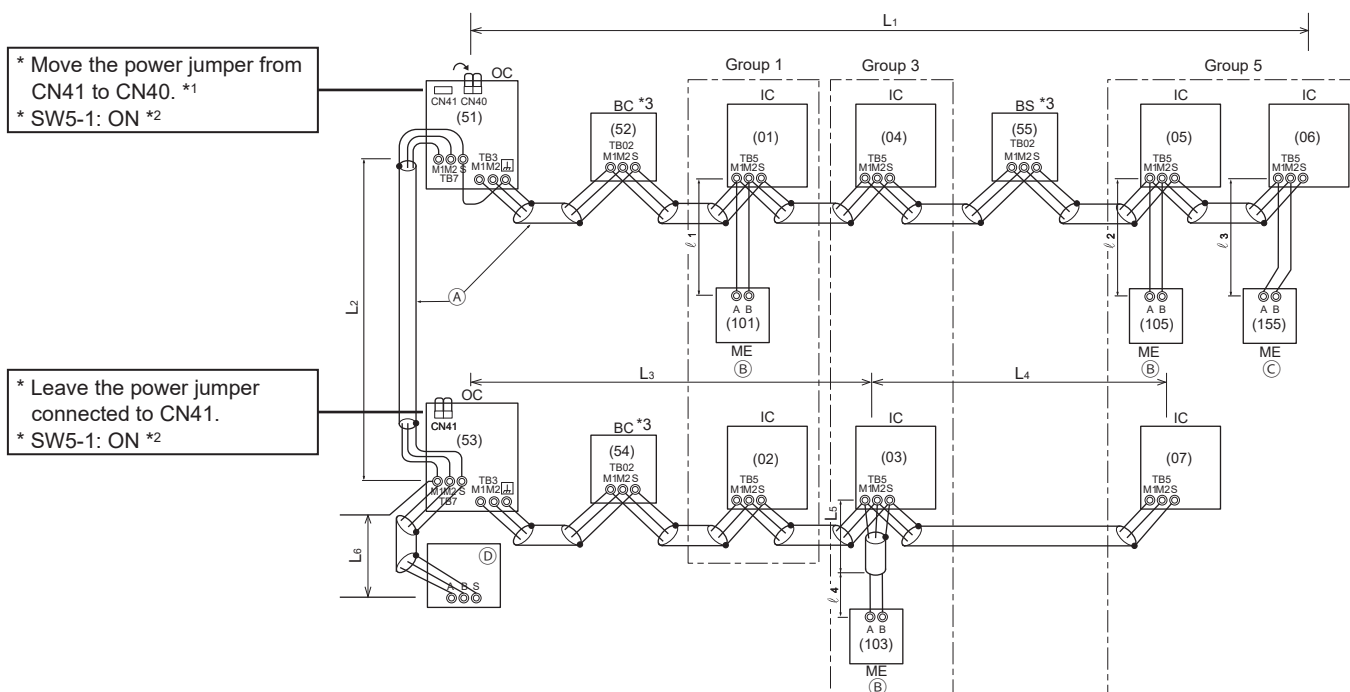 L1
* Move the power jumper from
CN41 to CN40. *1
* SW5-1: ON *2
OC
CN41 CN40
(51)
TB3
M1M2
M1M2 S
TB7
BC *3
(52)
TB02
M1M2 S
Group 1
IC
(01)
TB5
M1M2 S
Group 3
IC
(04)
TB5
M1M2 S
BS *3
(55)
TB02
M1M2 S
Group 5
IC
(05)
TB5
M1M2 S
IC
(06)
TB5
M1M2 S
ℓ 1
ℓ 2
ℓ 3
L2
A
A B
(101)
ME
B
A B
(105)
ME
B
A B
(155)
ME
C
* Leave the power jumper
connected to CN41.
* SW5-1: ON *2
L3
L4
OC
CN41
(53)
TB3
M1M2
M1M2 S
TB7
BC *3
(54)
TB02
M1M2 S
IC
(02)
TB5
M1M2 S
IC
(03)
TB5
M1M2 S
IC
(07)
TB5
M1M2 S
L5
L6
D
A B S
ℓ 4
A B
(103)
ME
B